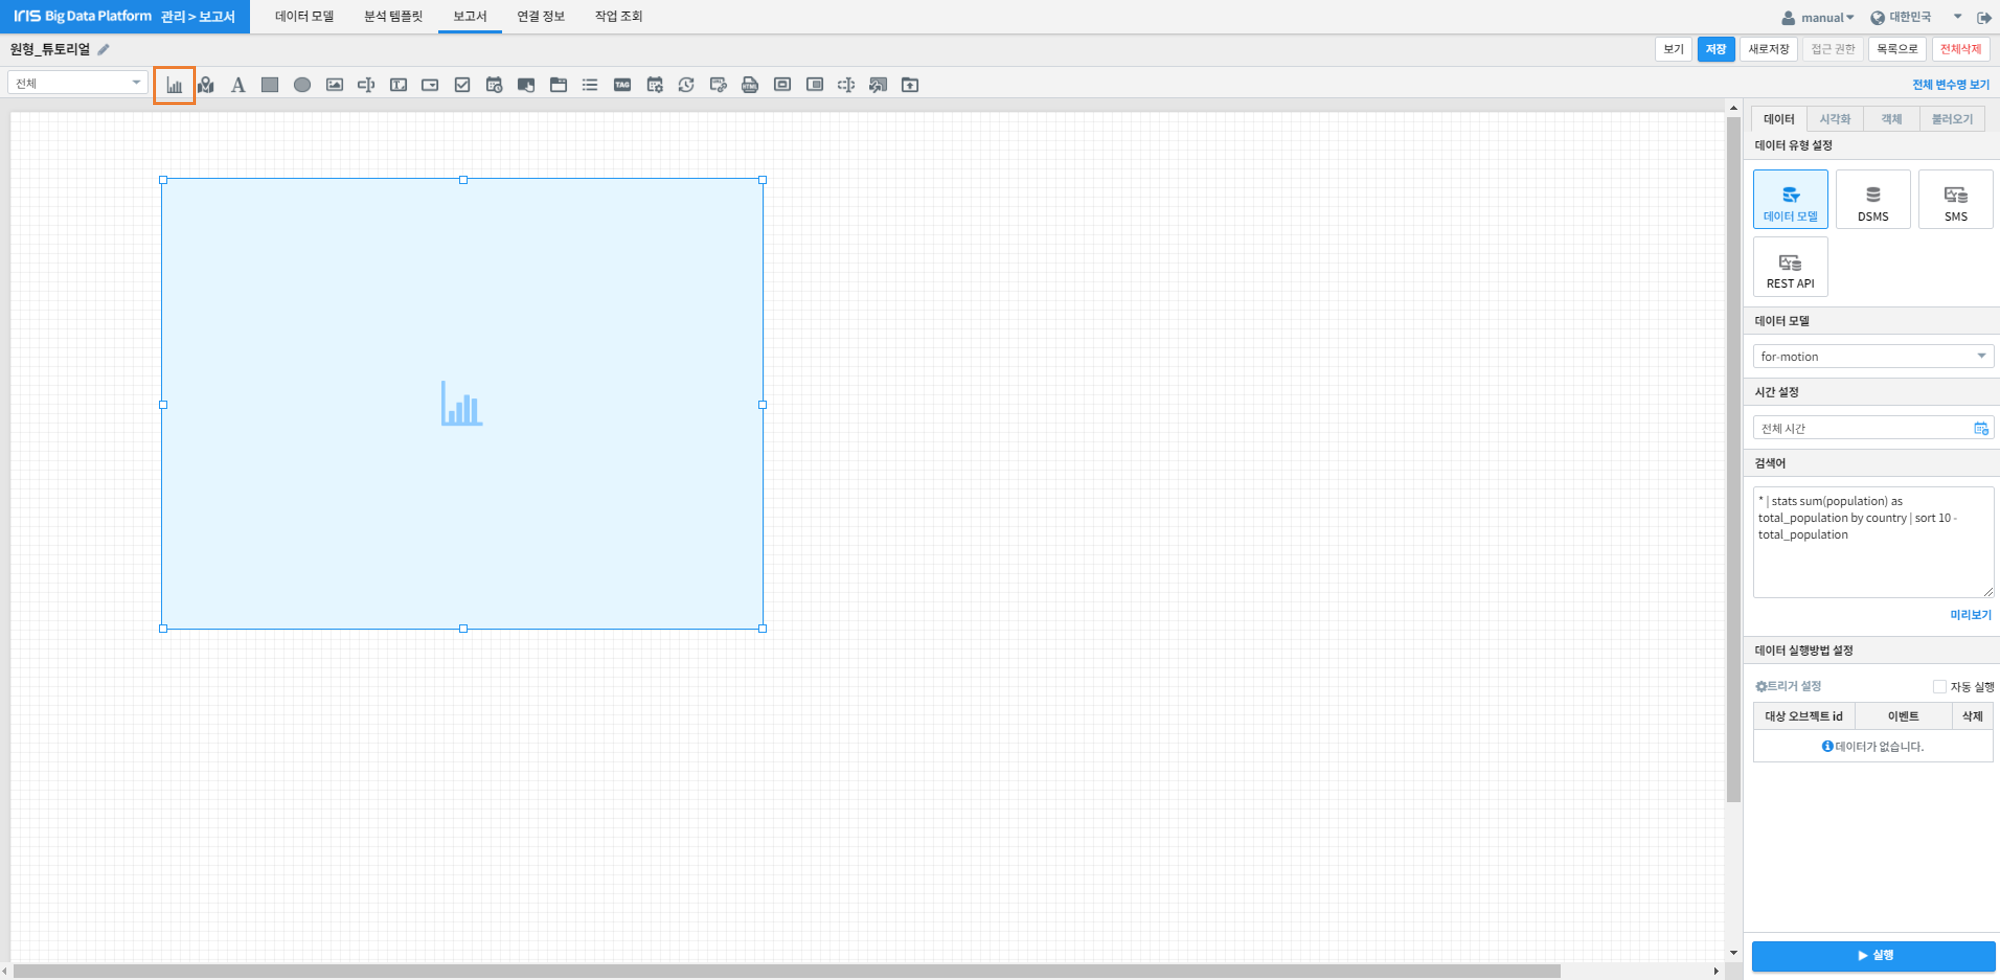 IRIS Big Data Platform 관리 > 보고서
데이터 모델
분석 템플릿
보고서
연결 정보
작업 조회
manual
대한민국
원형_튜토리얼
보기
저장
새로저장
접근 권한
목록으로
전체삭제
전체
A
TAG
HTML
전체 변수명 보기
데이터
시각화
객체
불러오기
데이터 유형 설정
데이터 모델
DSMS
SMS
REST API
데이터 모델
for-motion
시간 설정
전체 시간
검색어
* | stats sum(population) as
total_population by country | sort 10 -
total_population
미리보기
데이터 실행방법 설정
트리거 설정
자동 실행
대상 오브젝트 id
이벤트
삭제
데이터가 없습니다.
실행